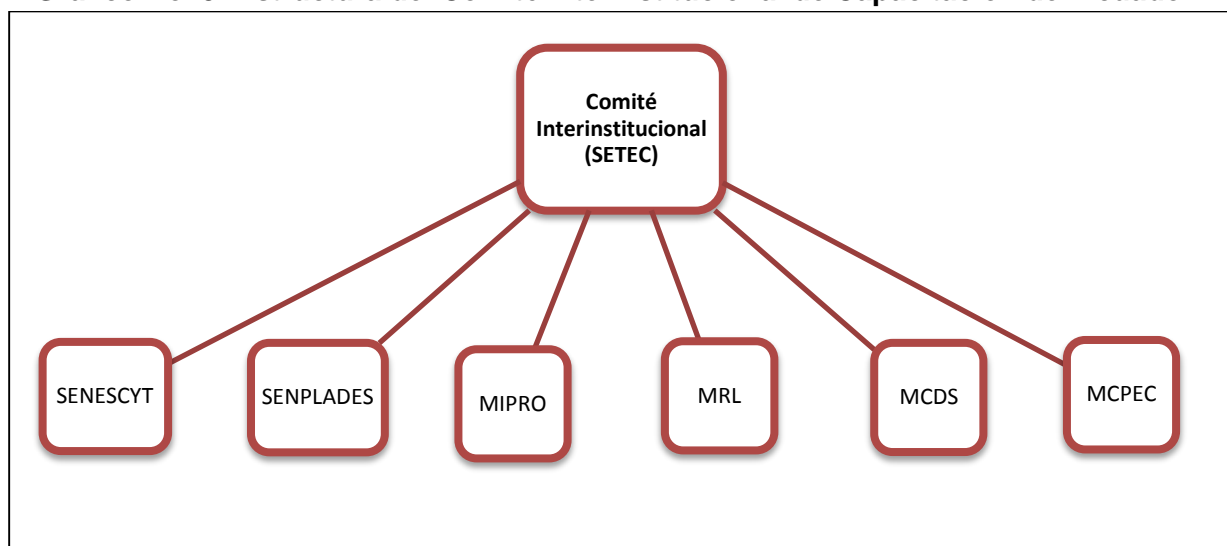 Comité
Interinstitucional
(SETEC)
SENESCYT
SENPLADES
MIPRO
MRL
MCDS
MCPEC